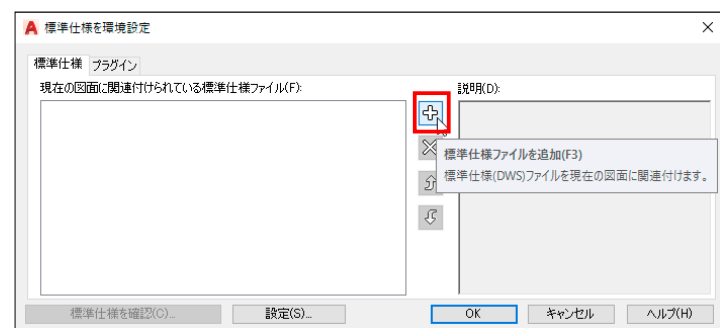 標準仕様を環境設定
標準仕様 プラグイン
現在の図面に関連付けられている標準仕様ファイル(F):
説明(D):
標準仕様ファイルを追加(F3)
標準仕様(DWS)ファイルを現在の図面に関連付けます。
標準仕様を確認(C)...
設定(S)...
OK
キャンセル
ヘルプ(H)